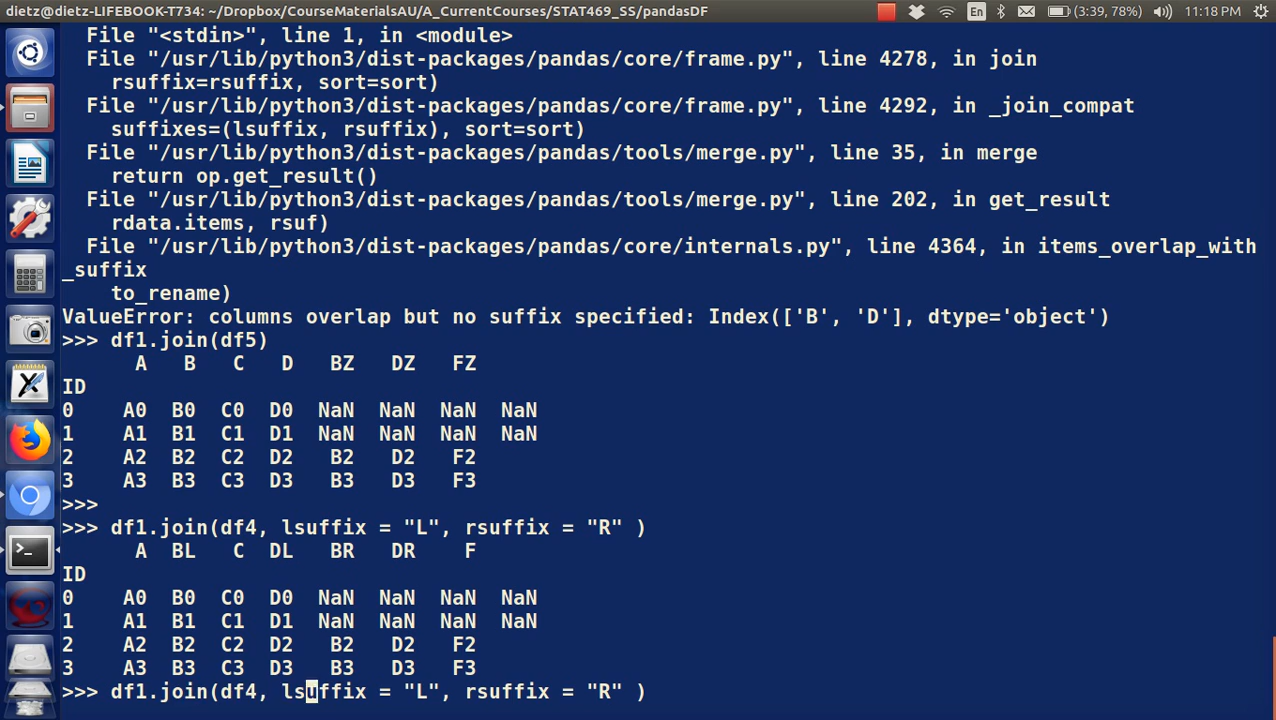 dietz@dietz-LIFEBOOK-T734: ~/Dropbox/CourseMaterialsAU/A_CurrentCourses/STAT469_SS/pandasDF En (3:39, 78%) 11:18 PM
  File "<stdin>", line 1, in <module>
  File "/usr/lib/python3/dist-packages/pandas/core/frame.py", line 4278, in join
    rsuffix=rsuffix, sort=sort)
  File "/usr/lib/python3/dist-packages/pandas/core/frame.py", line 4292, in _join_compat
    suffixes=(lsuffix, rsuffix), sort=sort)
  File "/usr/lib/python3/dist-packages/pandas/tools/merge.py", line 35, in merge
    return op.get_result()
  File "/usr/lib/python3/dist-packages/pandas/tools/merge.py", line 202, in get_result
    rdata.items, rsuf)
  File "/usr/lib/python3/dist-packages/pandas/core/internals.py", line 4364, in items_overlap_with
_suffix
    to_rename)
ValueError: columns overlap but no suffix specified: Index(['B', 'D'], dtype='object')
>>> df1.join(df5)
      A   B   C   D   BZ   DZ   FZ
ID
0    A0  B0  C0  D0  NaN  NaN  NaN  NaN
1    A1  B1  C1  D1  NaN  NaN  NaN  NaN
2    A2  B2  C2  D2   B2   D2   F2
3    A3  B3  C3  D3   B3   D3   F3
>>>
>>> df1.join(df4, lsuffix = "L", rsuffix = "R" )
      A  BL   C  DL   BR   DR    F
ID
0    A0  B0  C0  D0  NaN  NaN  NaN  NaN
1    A1  B1  C1  D1  NaN  NaN  NaN  NaN
2    A2  B2  C2  D2   B2   D2   F2
3    A3  B3  C3  D3   B3   D3   F3
>>> df1.join(df4, lsuffix = "L", rsuffix = "R" )